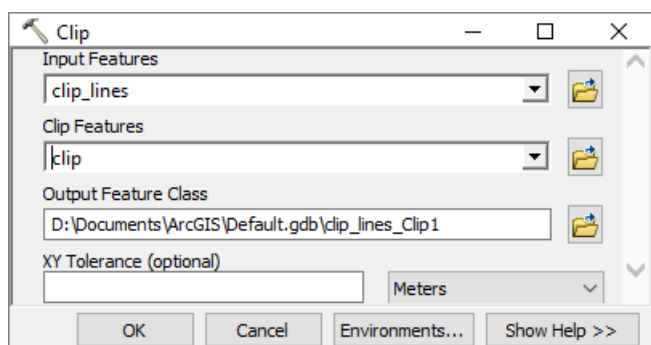 Clip
Input Features
clip_lines
Clip Features
clip
Output Feature Class
D:\Documents\ArcGIS\Default.gdb\clip_lines_Clip1
XY Tolerance (optional)
Meters
OK Cancel Environments... Show Help >>